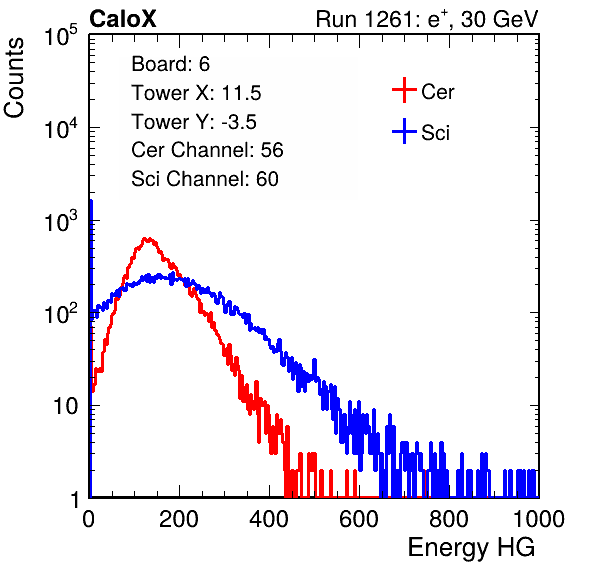 CaloX Run 1261: e⁺, 30 GeV
Counts
10⁵
10⁴
10³
10²
10
1
Board: 6
Tower X: 11.5
Tower Y: -3.5
Cer Channel: 56
Sci Channel: 60
Cer
Sci
0 200 400 600 800 1000
Energy HG